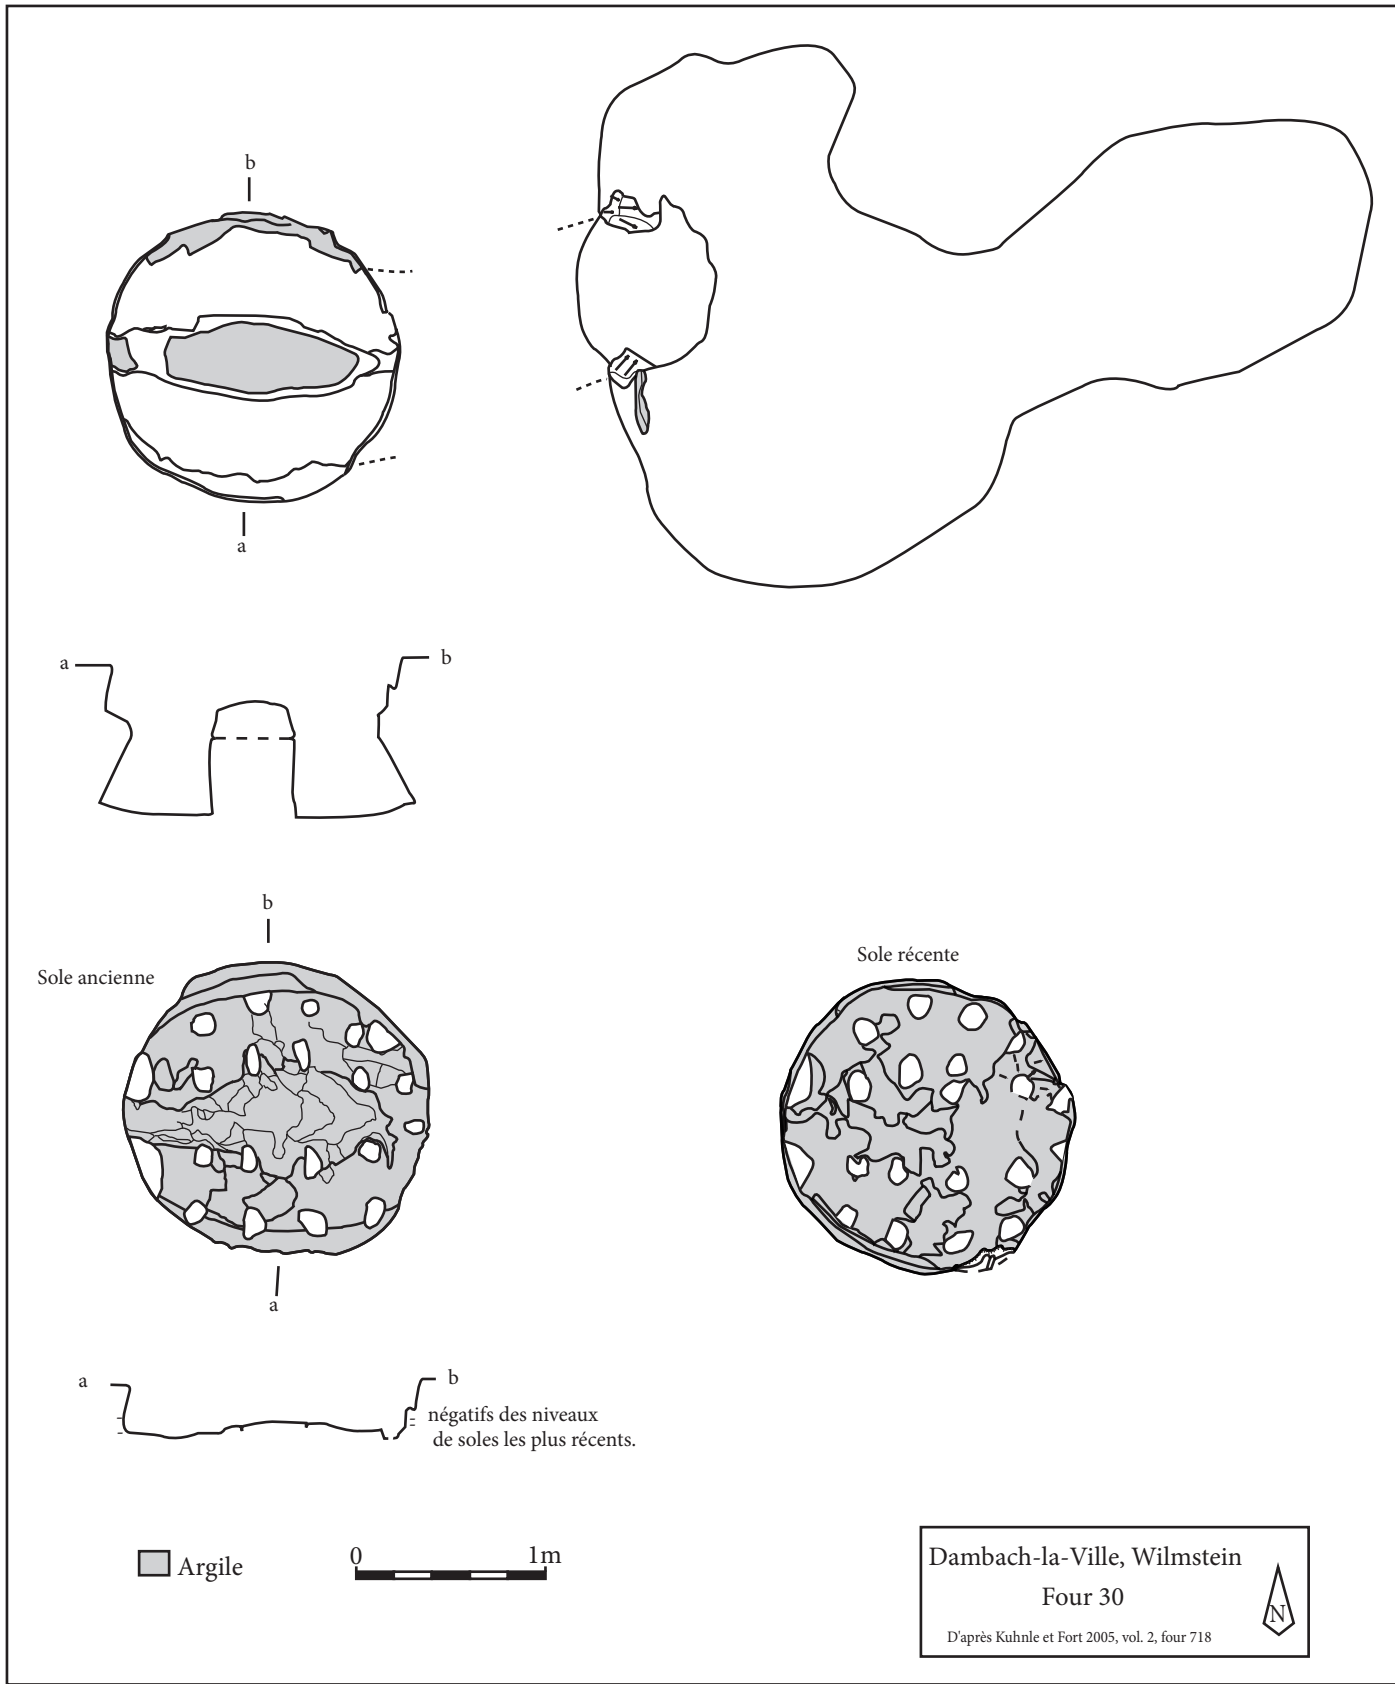 b
a
a
b
b
Sole ancienne
Sole récente
a
a
b
négatifs des niveaux
de soles les plus récents.
Argile
0
1m
Dambach-la-Ville, Wilmstein
Four 30
D'après Kuhnle et Fort 2005, vol. 2, four 718
N